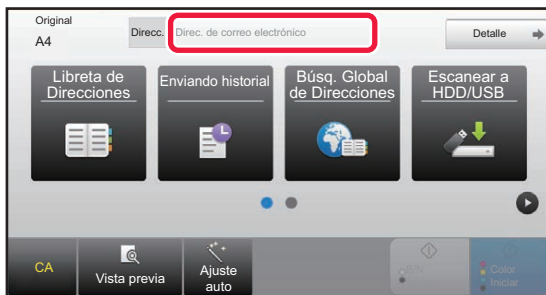 Original
A4
Direcc.
Direc. de correo electrónico
Detalle
Libreta de
Direcciones
Enviando historial
Búsq. Global
de Direcciones
Escanear a
HDD/USB
CA
Vista previa
Ajuste
auto
B/N
Iniciar
Color
Iniciar